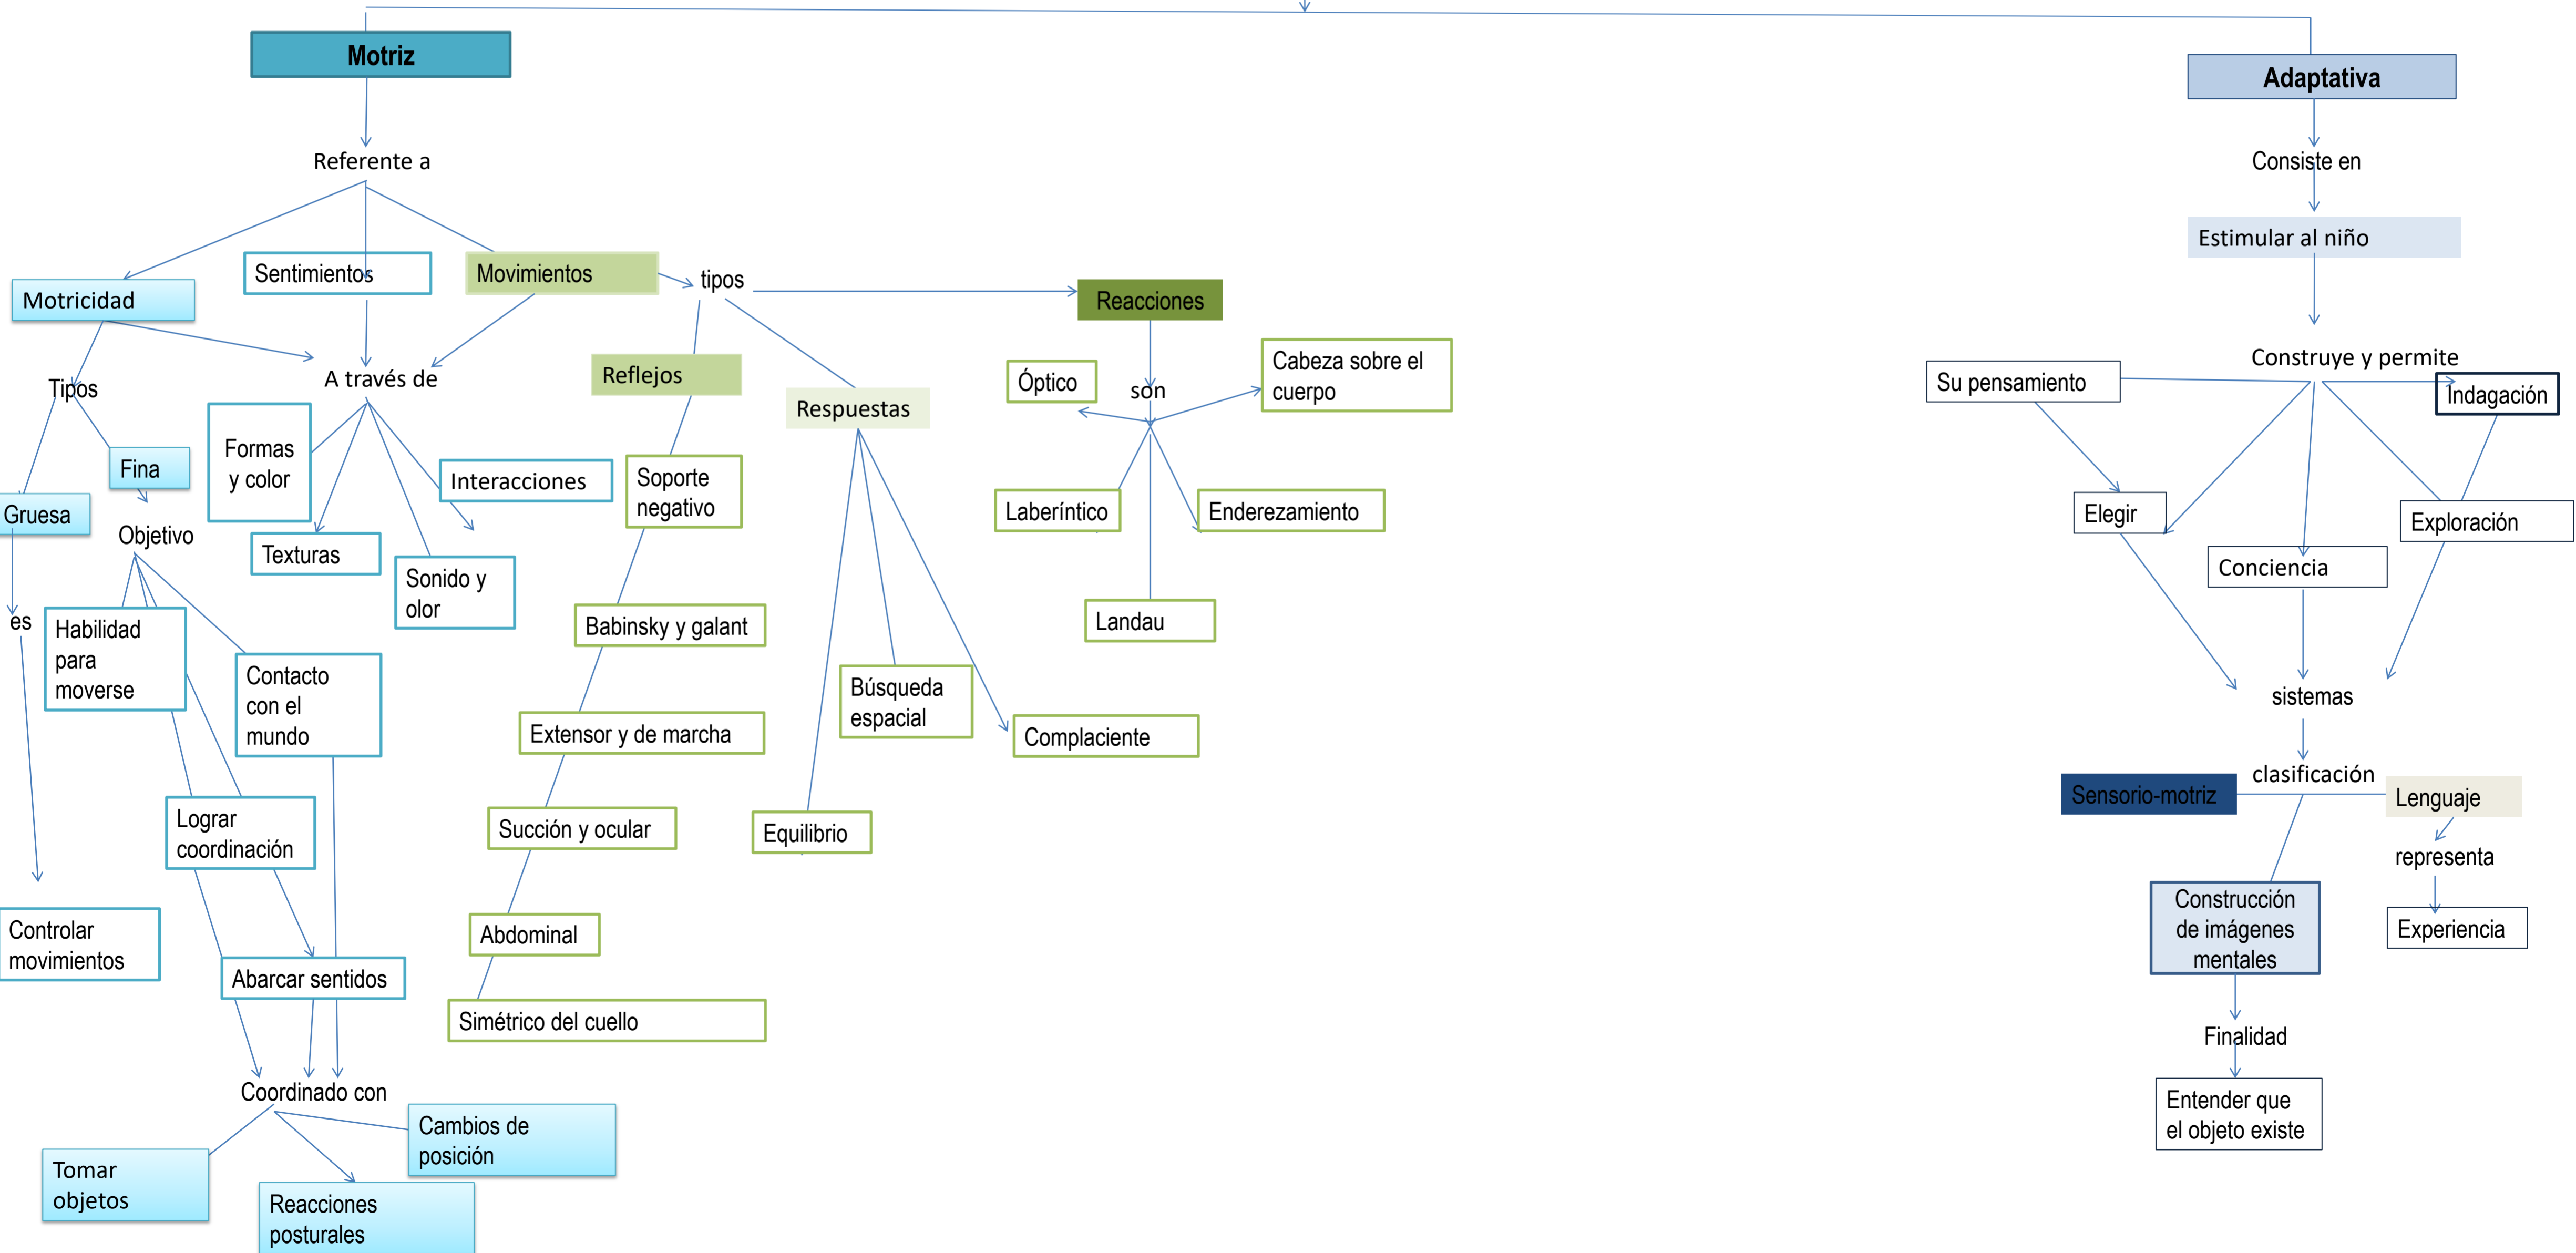 Motriz
Adaptativa
Referente a
Consiste en
Estimular al niño
Motricidad
Sentimientos
Movimientos
tipos
Reacciones
Construye y permite
Su pensamiento
Indagación
Tipos
A través de
Reflejos
Respuestas
Óptico
son
Cabeza sobre el
cuerpo
Formas
y color
Fina
Interacciones
Soporte
negativo
Gruesa
Objetivo
Texturas
Sonido y
olor
Laberíntico
Enderezamiento
Elegir
Exploración
Conciencia
es
Habilidad
para
moverse
Contacto
con el
mundo
Babinsky y galant
Landau
Búsqueda
espacial
Extensor y de marcha
Complaciente
sistemas
clasificación
Sensorio-motriz
Lenguaje
Lograr
coordinación
Succión y ocular
Equilibrio
representa
Controlar
movimientos
Abarcar sentidos
Abdominal
Construcción
de imágenes
mentales
Experiencia
Simétrico del cuello
Finalidad
Coordinado con
Entender que
el objeto existe
Cambios de
posición
Tomar
objetos
Reacciones
posturales